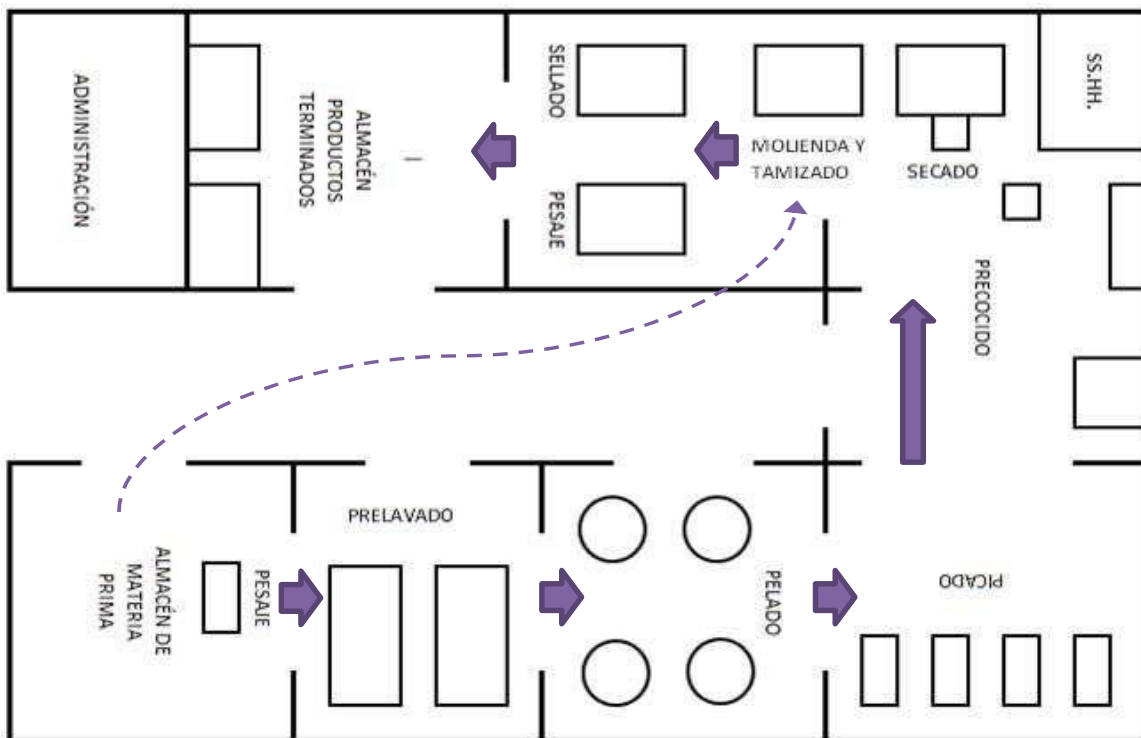 ADMINISTRACIÓN
ALMACÉN
PRODUCTOS
TERMINADOS
SELLADO
PESAJE
MOLIENDA Y
TAMIZADO
SECADO
SS.HH.
PRECOCIDO
ALMACÉN DE
MATERIA
PRIMA
PESAJE
PRELAVADO
PELADO
PICADO